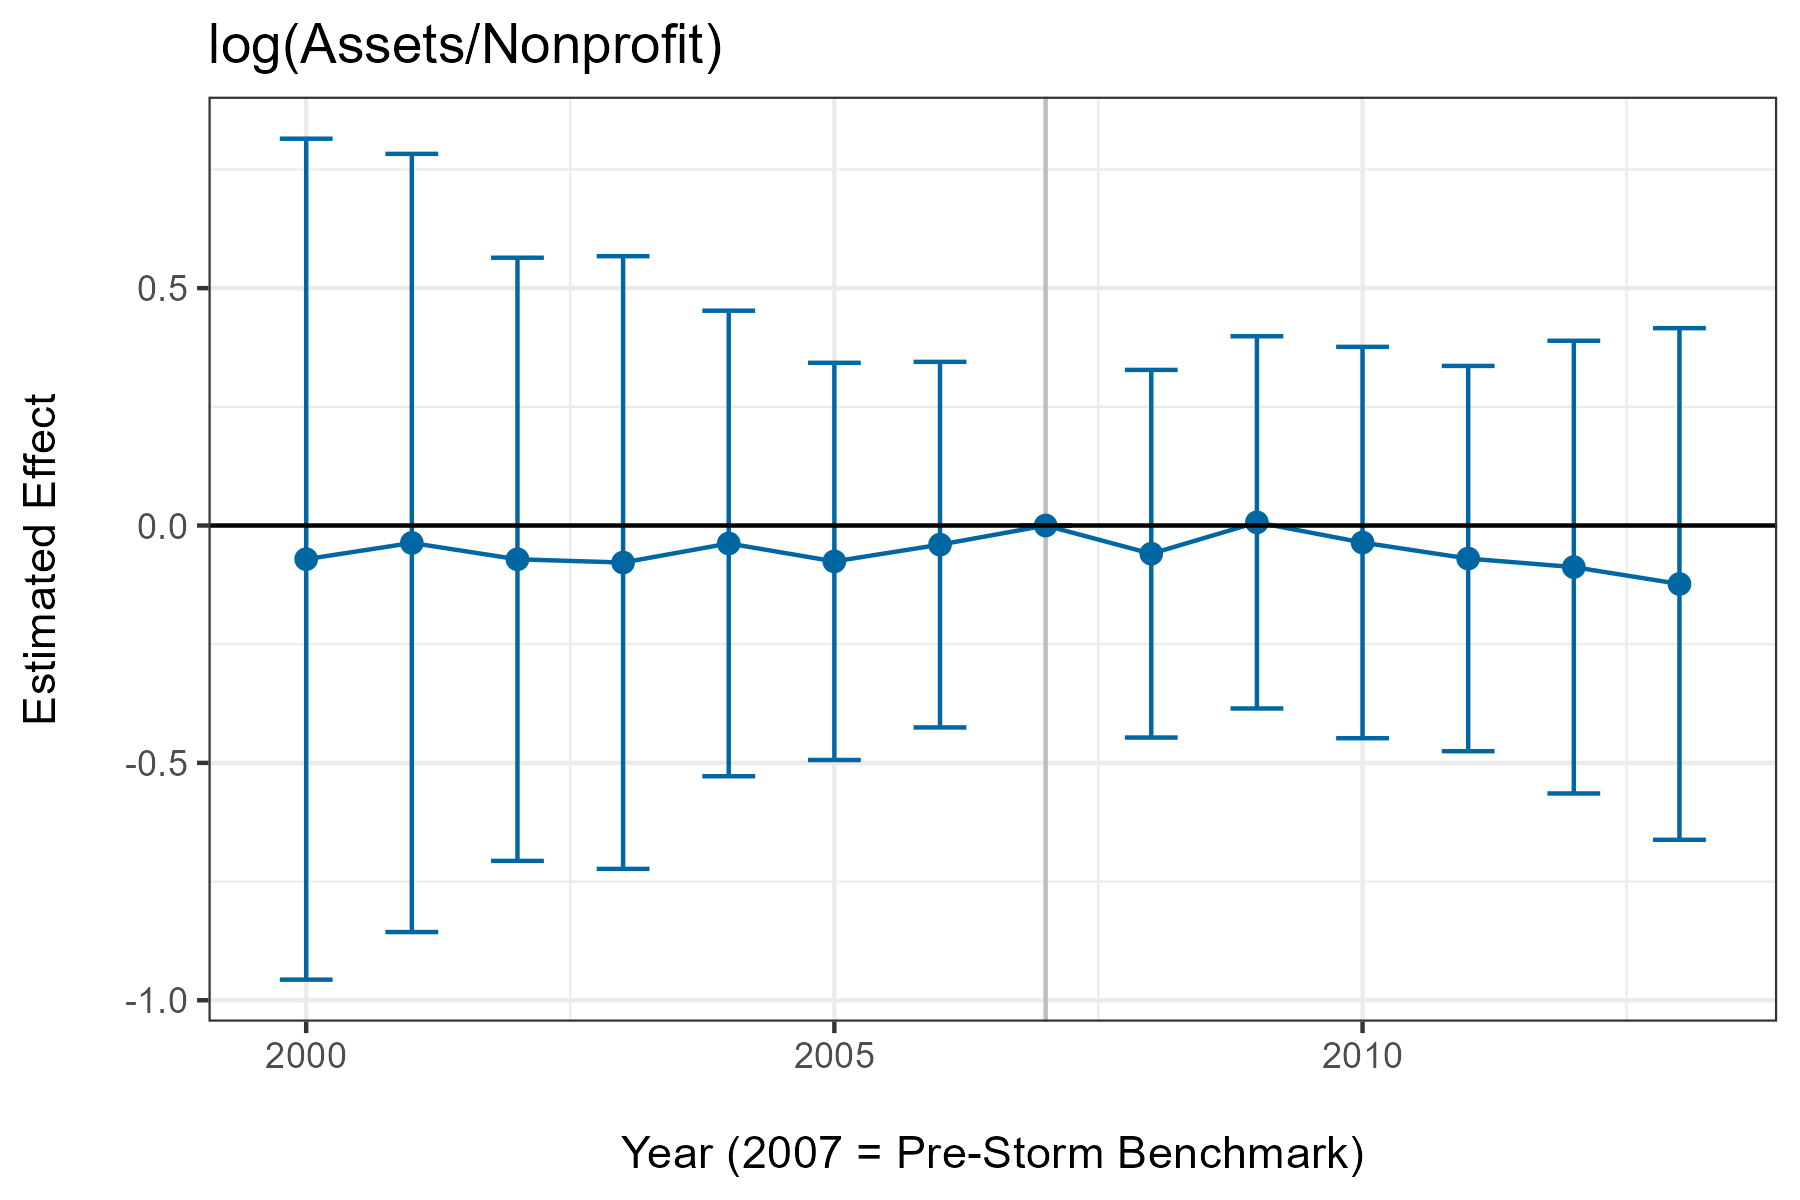 log(Assets/Nonprofit)
Estimated Effect
0.5
0.0
-0.5
-1.0
2000 2005 2010
Year (2007 = Pre-Storm Benchmark)